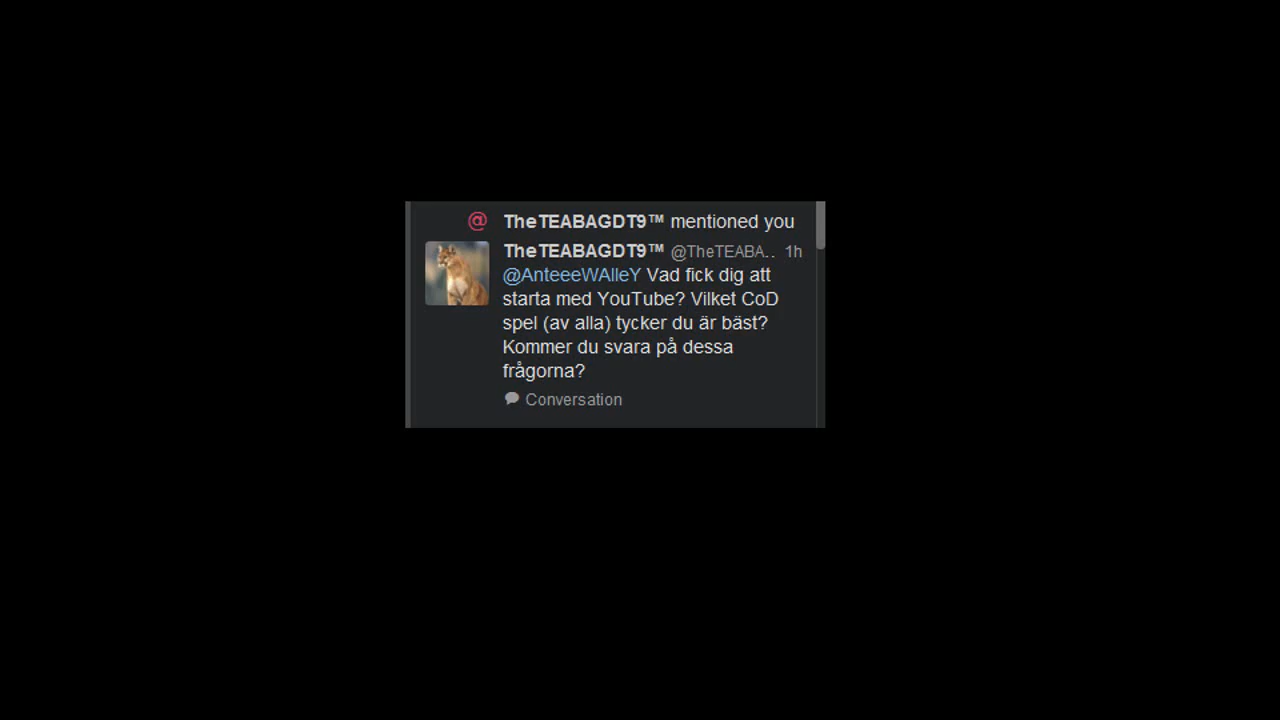 @ TheTEABAGDT9™ mentioned you
TheTEABAGDT9™ @TheTEABA.. 1h
@AnteeeWAlleY Vad fick dig att
starta med YouTube? Vilket CoD
spel (av alla) tycker du är bäst?
Kommer du svara på dessa
frågorna?
Conversation